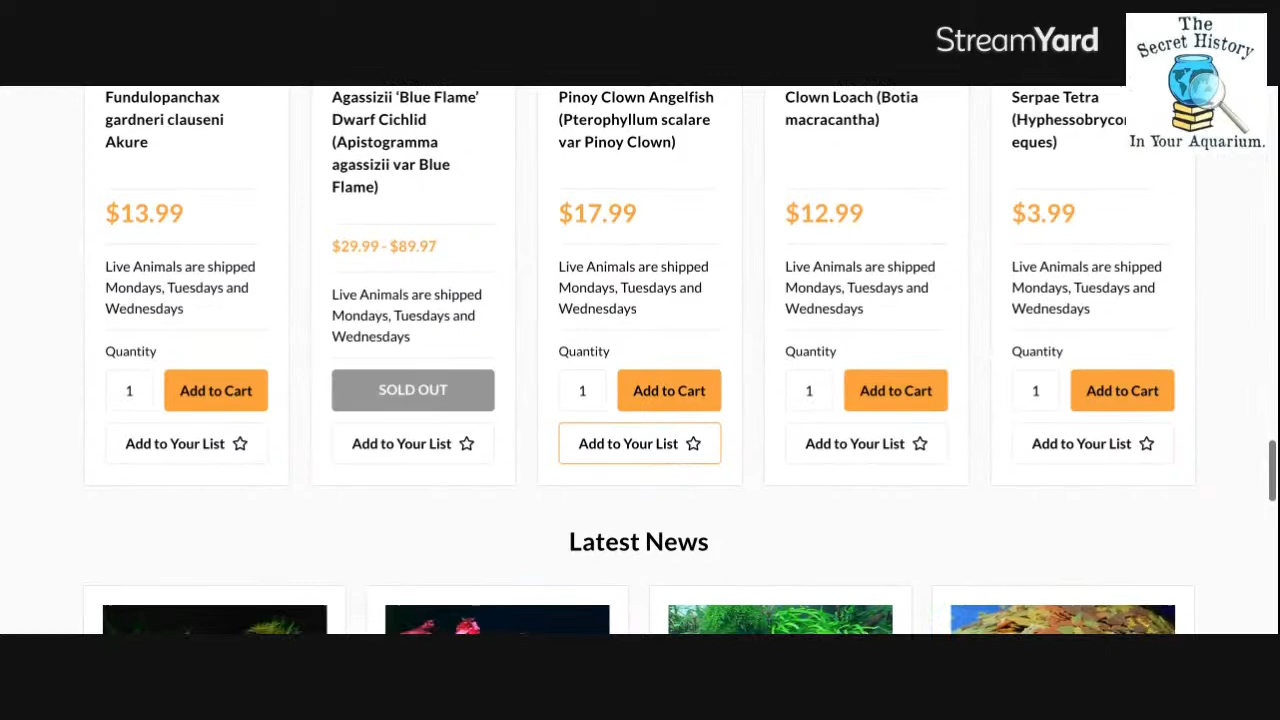 StreamYard
The
Secret History
In Your Aquarium.
Fundulopanchax
gardneri clauseni
Akure
$13.99
Live Animals are shipped
Mondays, Tuesdays and
Wednesdays
Quantity
1 Add to Cart
Add to Your List
Agassizii ‘Blue Flame’
Dwarf Cichlid
(Apistogramma
agassizii var Blue
Flame)
$29.99 - $89.97
Live Animals are shipped
Mondays, Tuesdays and
Wednesdays
SOLD OUT
Add to Your List
Pinoy Clown Angelfish
(Pterophyllum scalare
var Pinoy Clown)
$17.99
Live Animals are shipped
Mondays, Tuesdays and
Wednesdays
Quantity
1 Add to Cart
Add to Your List
Clown Loach (Botia
macracantha)
$12.99
Live Animals are shipped
Mondays, Tuesdays and
Wednesdays
Quantity
1 Add to Cart
Add to Your List
Serpae Tetra
(Hyphessobrycon
eques)
$3.99
Live Animals are shipped
Mondays, Tuesdays and
Wednesdays
Quantity
1 Add to Cart
Add to Your List
Latest News